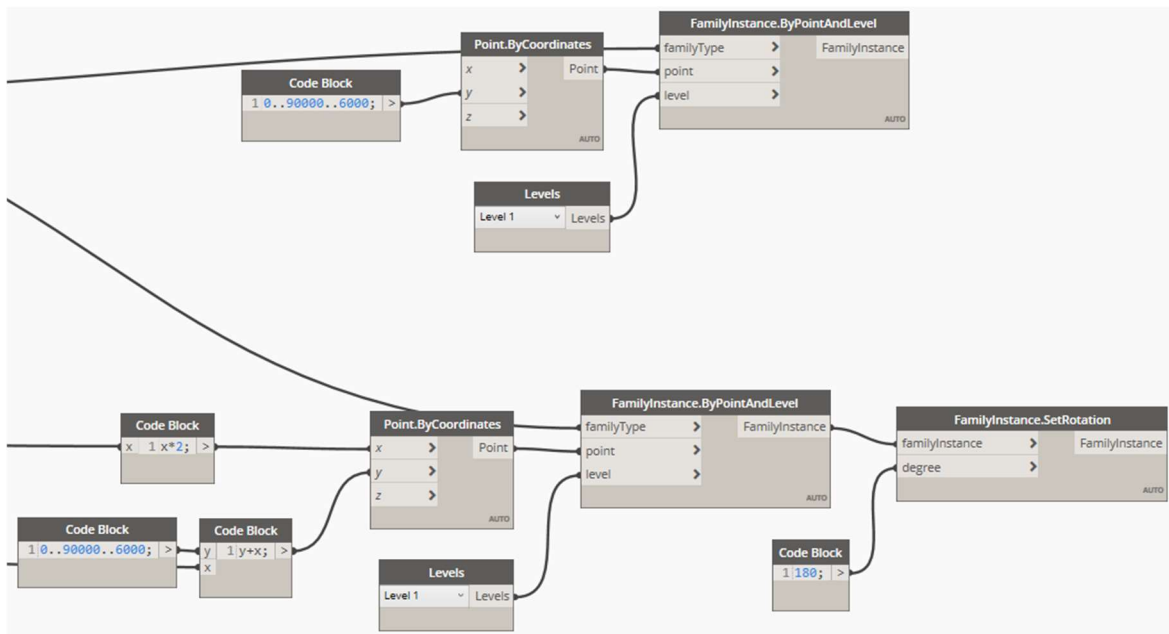 FamilyInstance.ByPointAndLevel
familyType > FamilyInstance
point >
level >
AUTO
Point.ByCoordinates
x > Point
y >
z >
AUTO
Code Block
1 0..90000..6000; >
Levels
Level 1 Levels
FamilyInstance.ByPointAndLevel
familyType > FamilyInstance
point >
level >
AUTO
FamilyInstance.SetRotation
familyInstance > FamilyInstance
degree >
AUTO
Code Block
x 1 x*2; >
Point.ByCoordinates
x > Point
y >
z >
AUTO
Code Block
1 0..90000..6000; >
Code Block
y 1 y+x; >
x
Levels
Level 1 Levels
Code Block
1 180; >